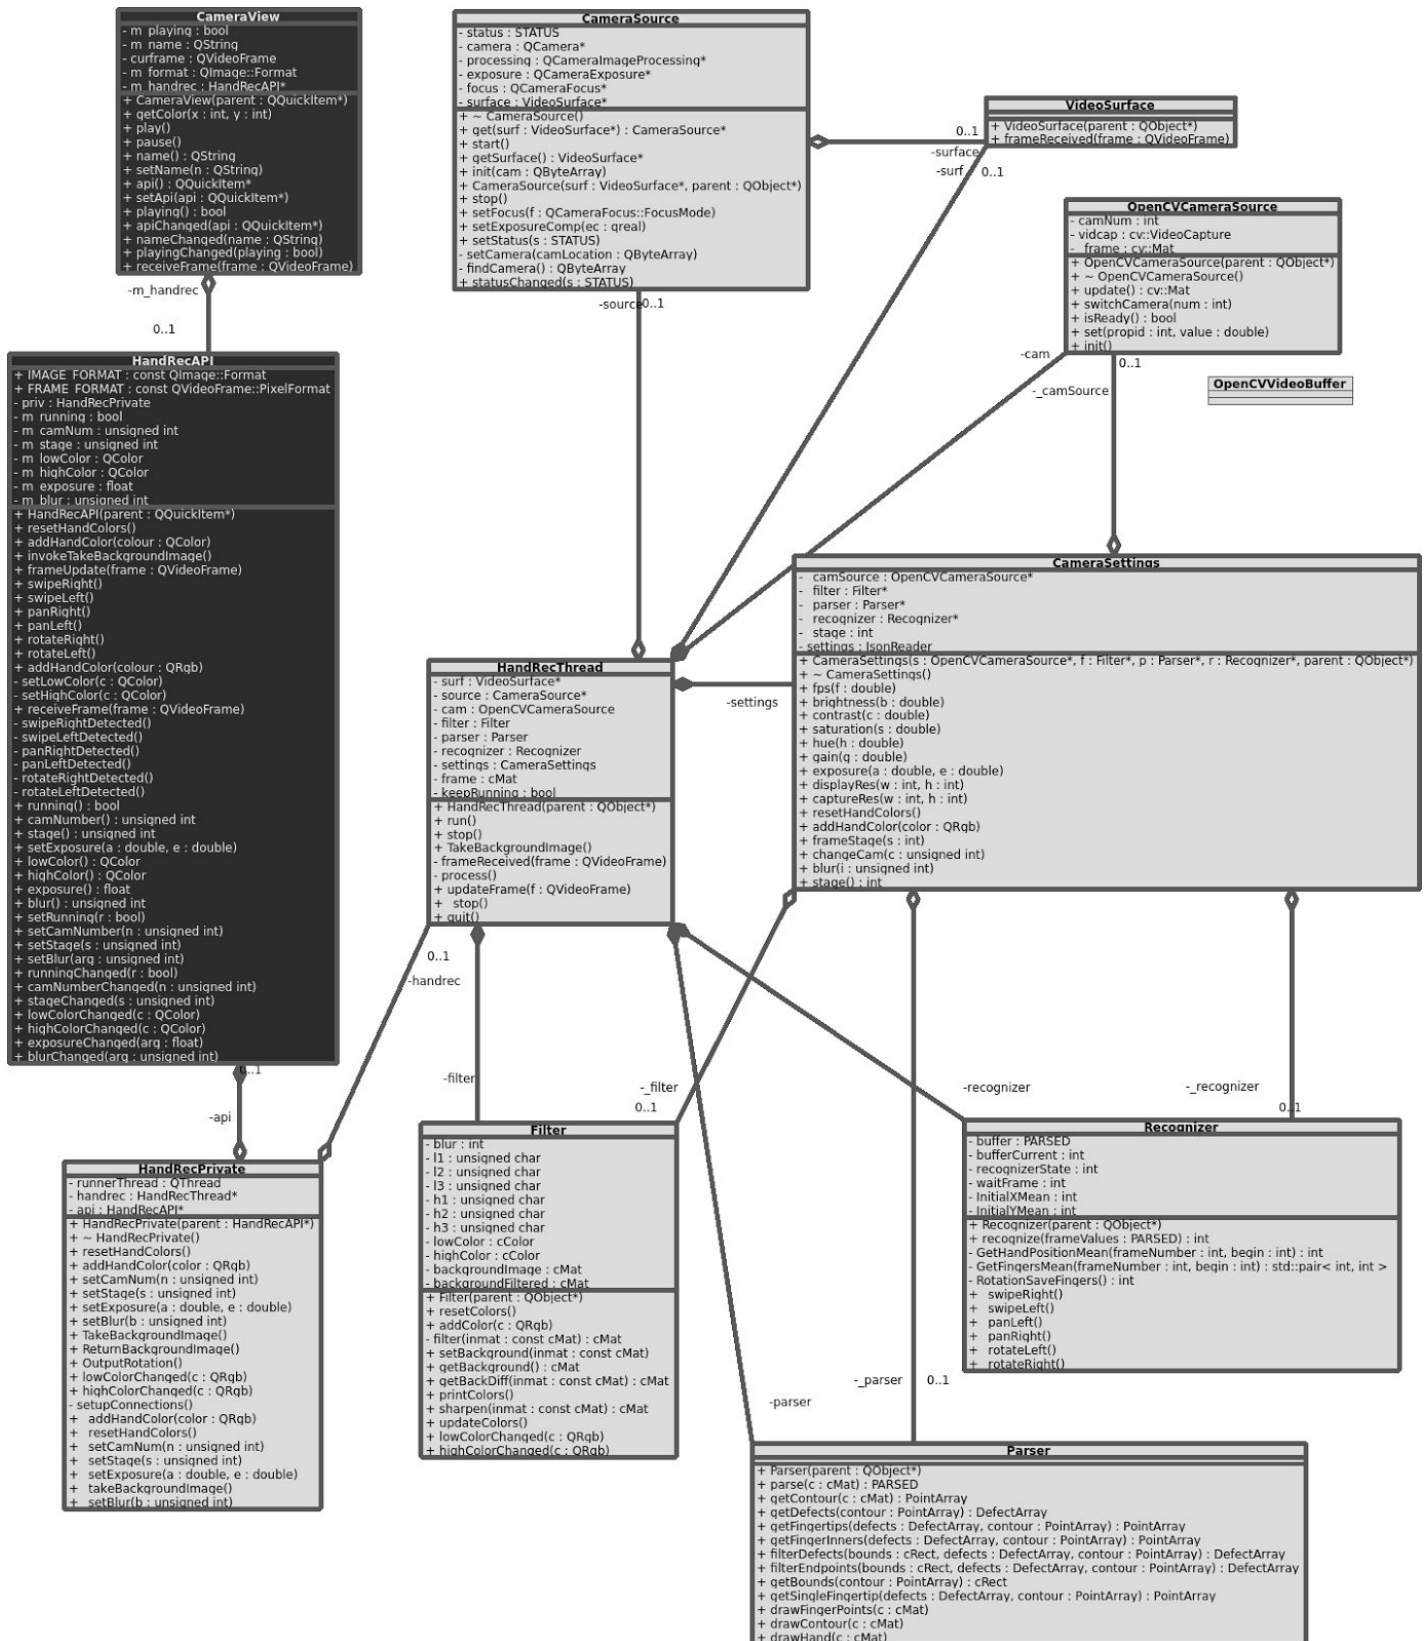 CameraView
- m_playing : bool
- m_name : QString
- curframe : QVideoFrame
- m_format : QImage::Format
- m_handrec : HandRecAPI*
+ CameraView(parent : QQuickItem*)
+ getColor(x : int, y : int)
+ play()
+ pause()
+ name() : QString
+ setName(n : QString)
+ api() : QQuickItem*
+ setApi(api : QQuickItem*)
+ playing() : bool
+ apiChanged(api : QQuickItem*)
+ nameChanged(name : QString)
+ playingChanged(playing : bool)
+ receiveFrame(frame : QVideoFrame)
-m_handrec
0..1
CameraSource
- status : STATUS
- camera : QCamera*
- processing : QCameraImageProcessing*
- exposure : QCameraExposure*
- focus : QCameraFocus*
- surface : VideoSurface*
+ ~ CameraSource()
+ get(surf : VideoSurface*) : CameraSource*
+ start()
+ getSurface() : VideoSurface*
+ init(cam : QByteArray)
+ CameraSource(surf : VideoSurface*, parent : QObject*)
+ stop()
+ setFocus(f : QCameraFocus::FocusMode)
+ setExposureComp(ec : qreal)
+ setStatus(s : STATUS)
- setCamera(camLocation : QByteArray)
- findCamera() : QByteArray
+ statusChanged(s : STATUS)
-source
0..1
VideoSurface
+ VideoSurface(parent : QObject*)
+ frameReceived(frame : QVideoFrame)
0..1
-surface
-surf
0..1
OpenCVCameraSource
- camNum : int
- vidcap : cv::VideoCapture
- _frame : cv::Mat
+ OpenCVCameraSource(parent : QObject*)
+ ~ OpenCVCameraSource()
+ update() : cv::Mat
+ switchCamera(num : int)
+ isReady() : bool
+ set(propid : int, value : double)
+ init()
-cam
0..1
-_camSource
OpenCVVideoBuffer
HandRecAPI
+ IMAGE_FORMAT : const QImage::Format
+ FRAME_FORMAT : const QVideoFrame::PixelFormat
- priv : HandRecPrivate
- m_running : bool
- m_camNum : unsigned int
- m_stage : unsigned int
- m_lowColor : QColor
- m_highColor : QColor
- m_exposure : float
- m_blur : unsigned int
+ HandRecAPI(parent : QQuickItem*)
+ resetHandColors()
+ addHandColor(colour : QColor)
+ invokeTakeBackgroundImage()
+ frameUpdate(frame : QVideoFrame)
+ swipeRight()
+ swipeLeft()
+ panRight()
+ panLeft()
+ rotateRight()
+ rotateLeft()
+ addHandColor(colour : QRgb)
- setLowColor(c : QColor)
- setHighColor(c : QColor)
+ receiveFrame(frame : QVideoFrame)
- swipeRightDetected()
- swipeLeftDetected()
- panRightDetected()
- panLeftDetected()
- rotateRightDetected()
- rotateLeftDetected()
+ running() : bool
+ camNumber() : unsigned int
+ stage() : unsigned int
+ setExposure(a : double, e : double)
+ lowColor() : QColor
+ highColor() : QColor
+ exposure() : float
+ blur() : unsigned int
+ setRunning(r : bool)
+ setCamNumber(n : unsigned int)
+ setStage(s : unsigned int)
+ setBlur(arg : unsigned int)
+ runningChanged(r : bool)
+ camNumberChanged(n : unsigned int)
+ stageChanged(s : unsigned int)
+ lowColorChanged(c : QColor)
+ highColorChanged(c : QColor)
+ exposureChanged(arg : float)
+ blurChanged(arg : unsigned int)
0..1
-api
CameraSettings
- _camSource : OpenCVCameraSource*
- _filter : Filter*
- _parser : Parser*
- _recognizer : Recognizer*
- _stage : int
- settings : JsonReader
+ CameraSettings(s : OpenCVCameraSource*, f : Filter*, p : Parser*, r : Recognizer*, parent : QObject*)
+ ~ CameraSettings()
+ fps(f : double)
+ brightness(b : double)
+ contrast(c : double)
+ saturation(s : double)
+ hue(h : double)
+ gain(g : double)
+ exposure(a : double, e : double)
+ displayRes(w : int, h : int)
+ captureRes(w : int, h : int)
+ resetHandColors()
+ addHandColor(color : QRgb)
+ frameStage(s : int)
+ changeCam(c : unsigned int)
+ blur(i : unsigned int)
+ stage() : int
HandRecThread
- surf : VideoSurface*
- source : CameraSource*
- cam : OpenCVCameraSource
- filter : Filter
- parser : Parser
- recognizer : Recognizer
- settings : CameraSettings
- frame : cMat
- keepRunning : bool
+ HandRecThread(parent : QObject*)
+ run()
+ stop()
+ TakeBackgroundImage()
- frameReceived(frame : QVideoFrame)
- process()
+ updateFrame(f : QVideoFrame)
+ _stop()
+ quit()
-settings
0..1
-handrec
-filter
-_filter
0..1
-recognizer
-_recognizer
0..1
HandRecPrivate
- runnerThread : QThread
- handrec : HandRecThread*
- api : HandRecAPI*
+ HandRecPrivate(parent : HandRecAPI*)
+ ~ HandRecPrivate()
+ resetHandColors()
+ addHandColor(color : QRgb)
+ setCamNum(n : unsigned int)
+ setStage(s : unsigned int)
+ setExposure(a : double, e : double)
+ setBlur(b : unsigned int)
+ TakeBackgroundImage()
+ ReturnBackgroundImage()
+ OutputRotation()
+ lowColorChanged(c : QRgb)
+ highColorChanged(c : QRgb)
- setupConnections()
+ _addHandColor(color : QRgb)
+ _resetHandColors()
+ _setCamNum(n : unsigned int)
+ _setStage(s : unsigned int)
+ _setExposure(a : double, e : double)
+ _takeBackgroundImage()
+ _setBlur(b : unsigned int)
Filter
- blur : int
- l1 : unsigned char
- l2 : unsigned char
- l3 : unsigned char
- h1 : unsigned char
- h2 : unsigned char
- h3 : unsigned char
- lowColor : cColor
- highColor : cColor
- backgroundImage : cMat
- backgroundFiltered : cMat
+ Filter(parent : QObject*)
+ resetColors()
+ addColor(c : QRgb)
- filter(inmat : const cMat) : cMat
+ setBackground(inmat : const cMat)
+ getBackground() : cMat
+ getBackDiff(inmat : const cMat) : cMat
+ printColors()
+ sharpen(inmat : const cMat) : cMat
+ updateColors()
+ lowColorChanged(c : QRgb)
+ highColorChanged(c : QRgb)
Recognizer
- buffer : PARSED
- bufferCurrent : int
- recognizerState : int
- waitFrame : int
- InitialXMean : int
- InitialYMean : int
+ Recognizer(parent : QObject*)
+ recognize(frameValues : PARSED) : int
- GetHandPositionMean(frameNumber : int, begin : int) : int
- GetFingersMean(frameNumber : int, begin : int) : std::pair< int, int >
- RotationSaveFingers() : int
+ _swipeRight()
+ _swipeLeft()
+ _panLeft()
+ _panRight()
+ _rotateLeft()
+ _rotateRight()
-_parser
0..1
-parser
Parser
+ Parser(parent : QObject*)
+ parse(c : cMat) : PARSED
+ getContour(c : cMat) : PointArray
+ getDefects(contour : PointArray) : DefectArray
+ getFingertips(defects : DefectArray, contour : PointArray) : PointArray
+ getFingerInners(defects : DefectArray, contour : PointArray) : PointArray
+ filterDefects(bounds : cRect, defects : DefectArray, contour : PointArray) : DefectArray
+ filterEndpoints(bounds : cRect, defects : DefectArray, contour : PointArray) : DefectArray
+ getBounds(contour : PointArray) : cRect
+ getSingleFingertip(defects : DefectArray, contour : PointArray) : PointArray
+ drawFingerPoints(c : cMat)
+ drawContour(c : cMat)
+ drawHand(c : cMat)